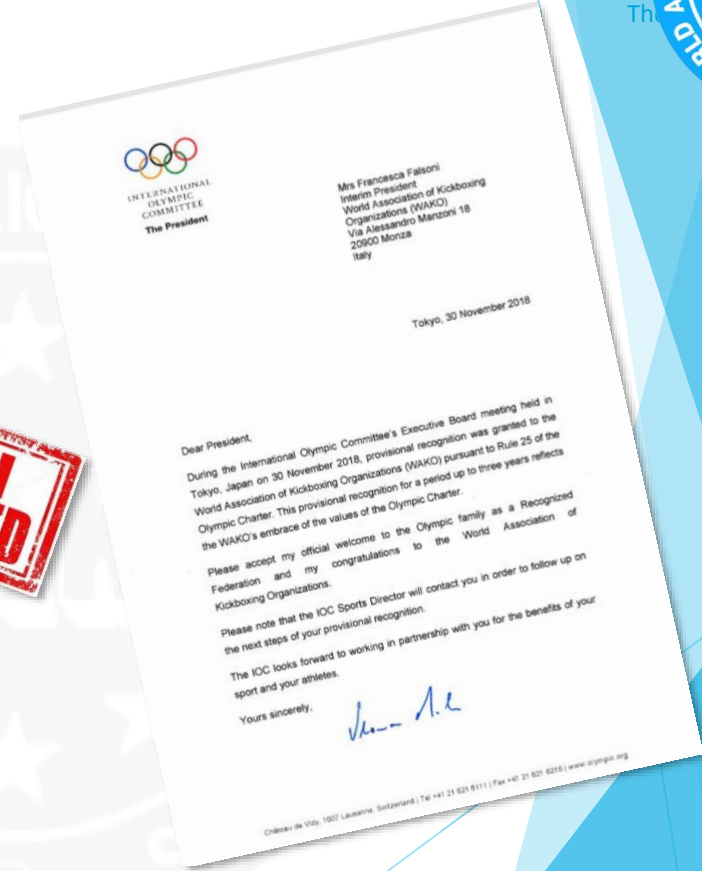 Th
RLD A
INTERNATIONAL
OLYMPIC
COMMITTEE
The President
Mrs Francesca Falsoni
Interim President
World Association of Kickboxing
Organizations (WAKO)
Via Alessandro Manzoni 18
20900 Monza
Italy
Tokyo, 30 November 2018
Dear President,
During the International Olympic Committee's Executive Board meeting held in
Tokyo, Japan on 30 November 2018, provisional recognition was granted to the
World Association of Kickboxing Organizations (WAKO) pursuant to Rule 25 of the
Olympic Charter. This provisional recognition for a period up to three years reflects
the WAKO's embrace of the values of the Olympic Charter.
Please accept my official welcome to the Olympic family as a Recognized
Federation and my congratulations to the World Association of
Kickboxing Organizations.
Please note that the IOC Sports Director will contact you in order to follow up on
the next steps of your provisional recognition.
The IOC looks forward to working in partnership with you for the benefits of your
sport and your athletes.
Yours sincerely,
Château de Vidy, 1007 Lausanne, Switzerland | Tel +41 21 621 6111 | Fax +41 21 621 6216 | www.olympic.org